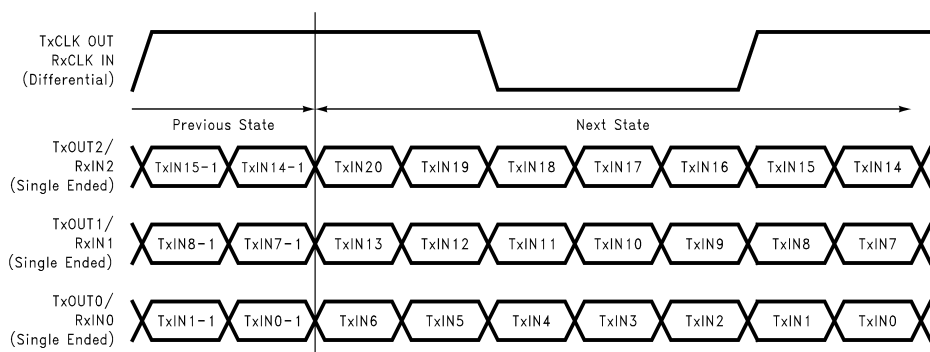 TxCLK OUT
RxCLK IN
(Differential)
Previous State
Next State
TxOUT2/
RxIN2
(Single Ended)
TxIN15-1 TxIN14-1 TxIN20 TxIN19 TxIN18 TxIN17 TxIN16 TxIN15 TxIN14
TxOUT1/
RxIN1
(Single Ended)
TxIN8-1 TxIN7-1 TxIN13 TxIN12 TxIN11 TxIN10 TxIN9 TxIN8 TxIN7
TxOUT0/
RxIN0
(Single Ended)
TxIN1-1 TxIN0-1 TxIN6 TxIN5 TxIN4 TxIN3 TxIN2 TxIN1 TxIN0